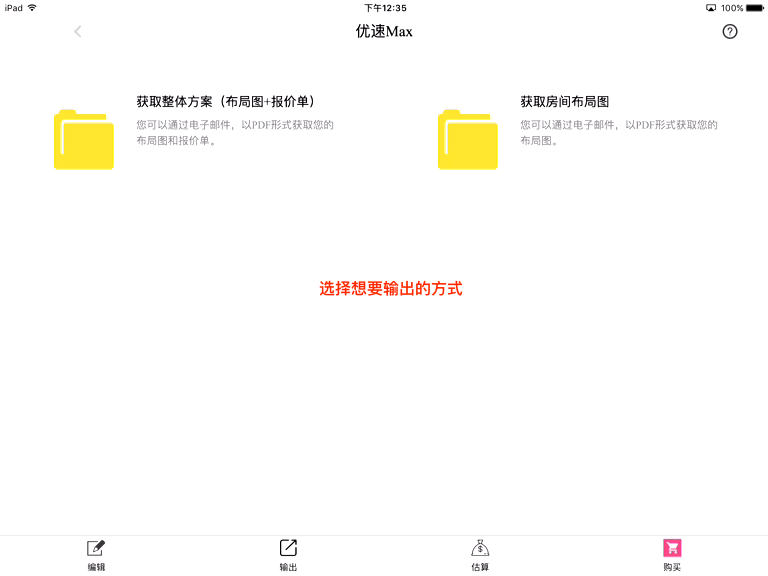 iPad 下午12:35 100%
优速Max
获取整体方案（布局图+报价单）
您可以通过电子邮件，以PDF形式获取您的
布局图和报价单。
获取房间布局图
您可以通过电子邮件，以PDF形式获取您的
布局图。
选择想要输出的方式
编辑 输出 估算 购买